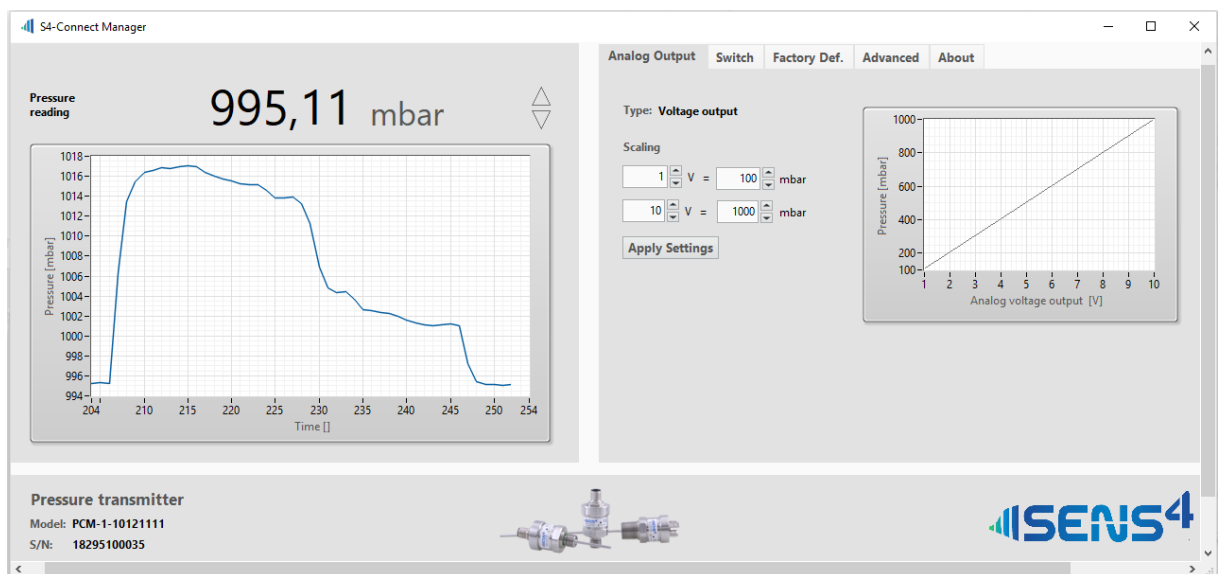 S4-Connect Manager
Pressure
reading
995,11 mbar
1018
1016
1014
1012
1010
1008
1006
1004
1002
1000
998
996
994
Pressure [mbar]
204 210 215 220 225 230 235 240 245 250 254
Time []
Analog Output Switch Factory Def. Advanced About
Type: Voltage output
Scaling
1 V = 100 mbar
10 V = 1000 mbar
Apply Settings
1000
800
600
400
200
100
Pressure [mbar]
1 2 3 4 5 6 7 8 9 10
Analog voltage output [V]
Pressure transmitter
Model: PCM-1-10121111
S/N: 18295100035
SENS4